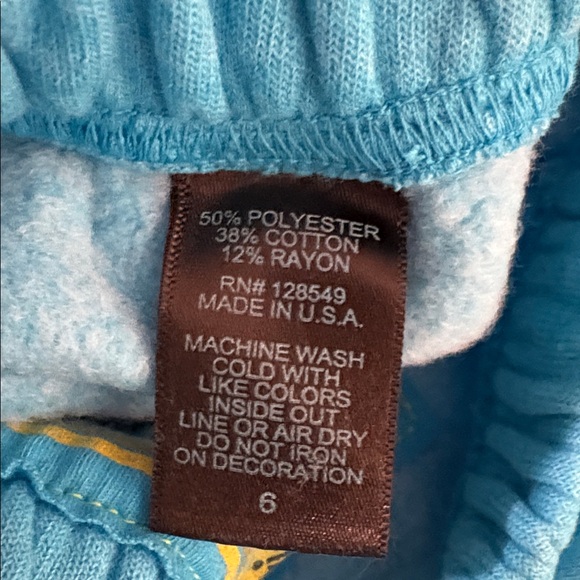 50% POLYESTER
38% COTTON
12% RAYON
RN# 128549
MADE IN U.S.A.
MACHINE WASH
COLD WITH
LIKE COLORS
INSIDE OUT
LINE OR AIR DRY
DO NOT IRON
ON DECORATION
6